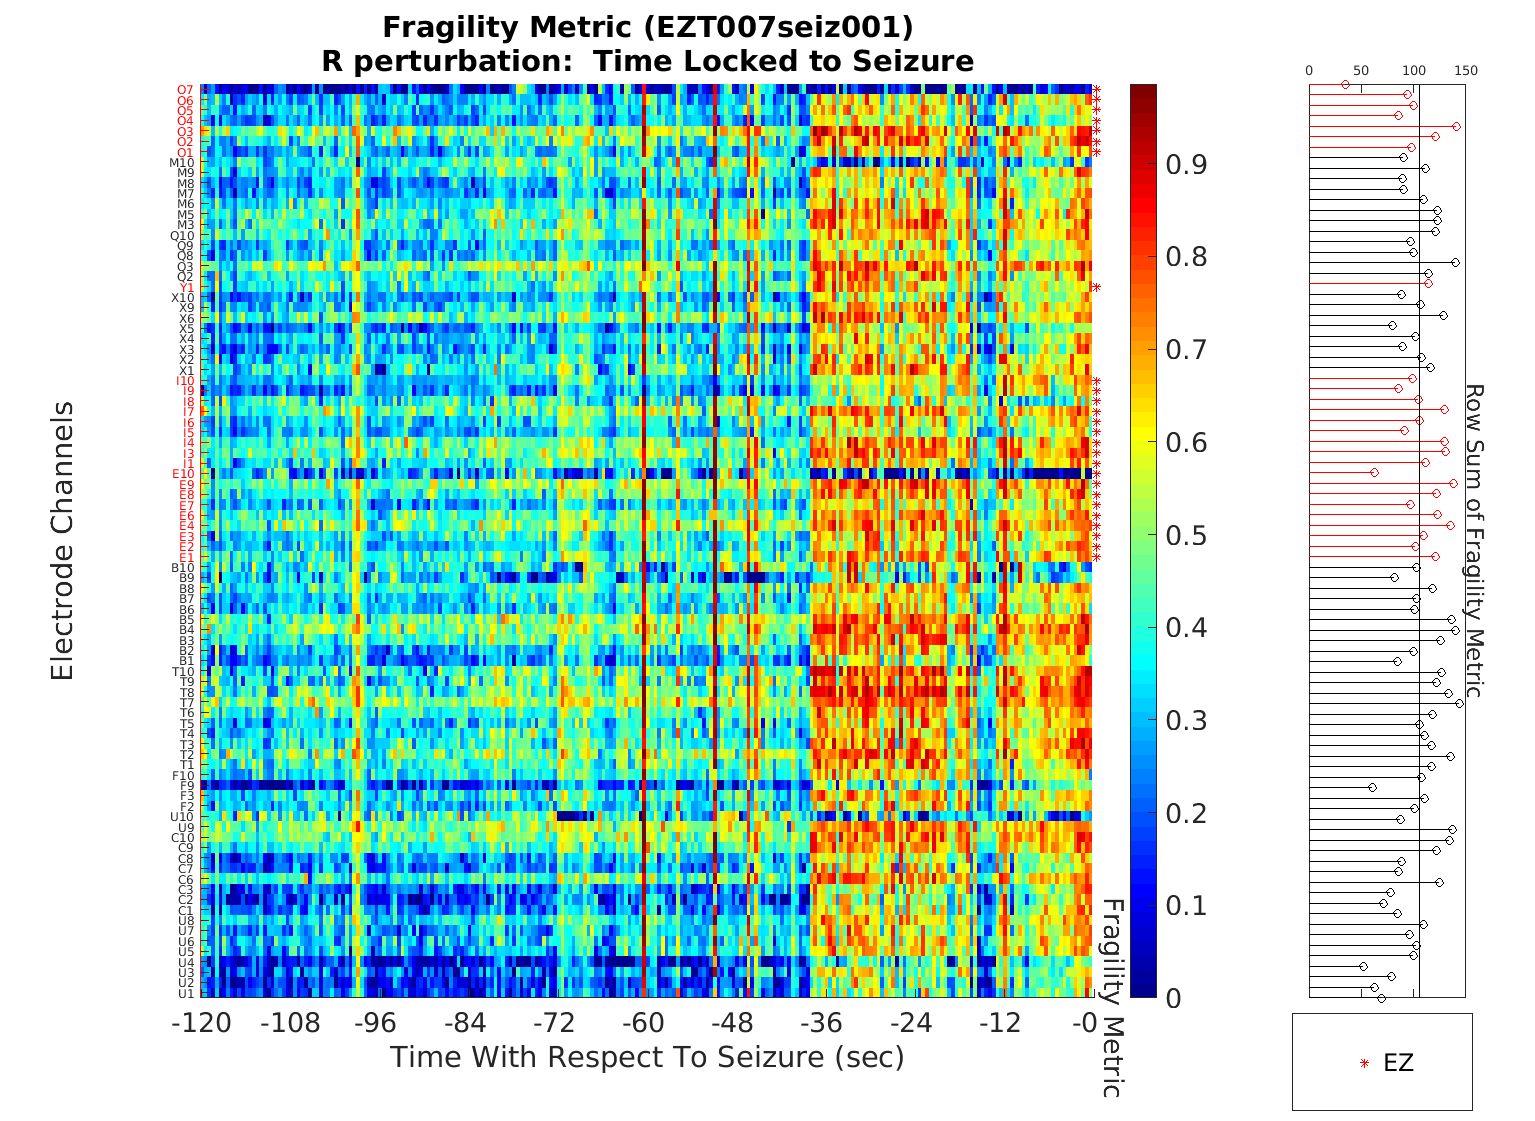 Fragility Metric (EZT007seiz001)
R perturbation:  Time Locked to Seizure
Electrode Channels
O7
O6
O5
O4
O3
O2
O1
M10
M9
M8
M7
M6
M5
M3
Q10
Q9
Q8
Q3
Q2
Y1
X10
X9
X6
X5
X4
X3
X2
X1
I10
I9
I8
I7
I6
I5
I4
I3
I1
E10
E9
E8
E7
E6
E4
E3
E2
E1
B10
B9
B8
B7
B6
B5
B4
B3
B2
B1
T10
T9
T8
T7
T6
T5
T4
T3
T2
T1
F10
F9
F3
F2
U10
U9
C10
C9
C8
C7
C6
C3
C2
C1
U8
U7
U6
U5
U4
U3
U2
U1
-120 -108 -96 -84 -72 -60 -48 -36 -24 -12 -0
Time With Respect To Seizure (sec)
0.9
0.8
0.7
0.6
0.5
0.4
0.3
0.2
0.1
0
Fragility Metric
0 50 100 150
Row Sum of Fragility Metric
EZ